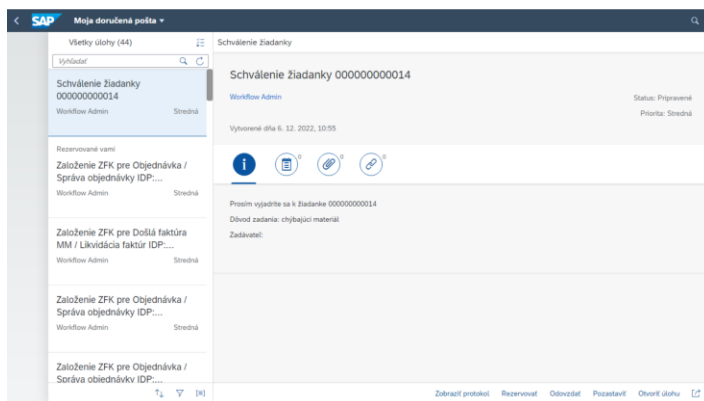 SAP Moja doručená pošta
Všetky úlohy (44)
Vyhľadať
Schválenie žiadanky
000000000014
Workflow Admin Stredná
Rezervované vami
Založenie ZFK pre Objednávka /
Správa objednávky IDP:...
Workflow Admin Stredná
Založenie ZFK pre Došlá faktúra
MM / Likvidácia faktúr IDP:...
Workflow Admin Stredná
Založenie ZFK pre Objednávka /
Správa objednávky IDP:...
Workflow Admin Stredná
Založenie ZFK pre Objednávka /
Správa objednávky IDP:...
Schválenie žiadanky
Schválenie žiadanky 000000000014
Workflow Admin
Status: Pripravené
Priorita: Stredná
Vytvorené dňa 6. 12. 2022, 10:55
0 0 0
Prosím vyjadrite sa k žiadanke 000000000014
Dôvod zadania: chýbajúci materiál
Zadávateľ:
Zobraziť protokol Rezervovať Odovzdať Pozastaviť Otvoriť úlohu